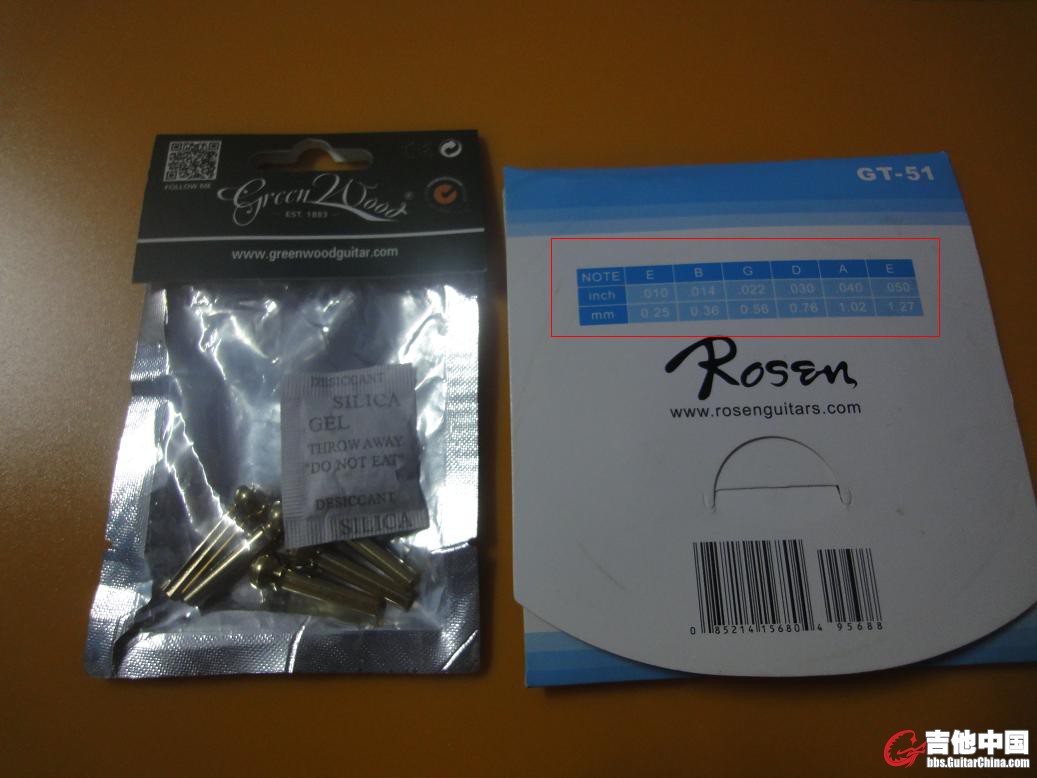 FOLLOW ME
Green Wood
EST. 1883
www.greenwoodguitar.com
DESICCANT
SILICA
GEL
THROW AWAY
"DO NOT EAT"
DESICCANT
SILICA
GT-51
NOTE E B G D A E
inch .010 .014 .022 .030 .040 .050
mm 0.25 0.36 0.56 0.76 1.02 1.27
Rosen
www.rosenguitars.com
0 85214 15680 4 95688
吉他中国
bbs.GuitarChina.com